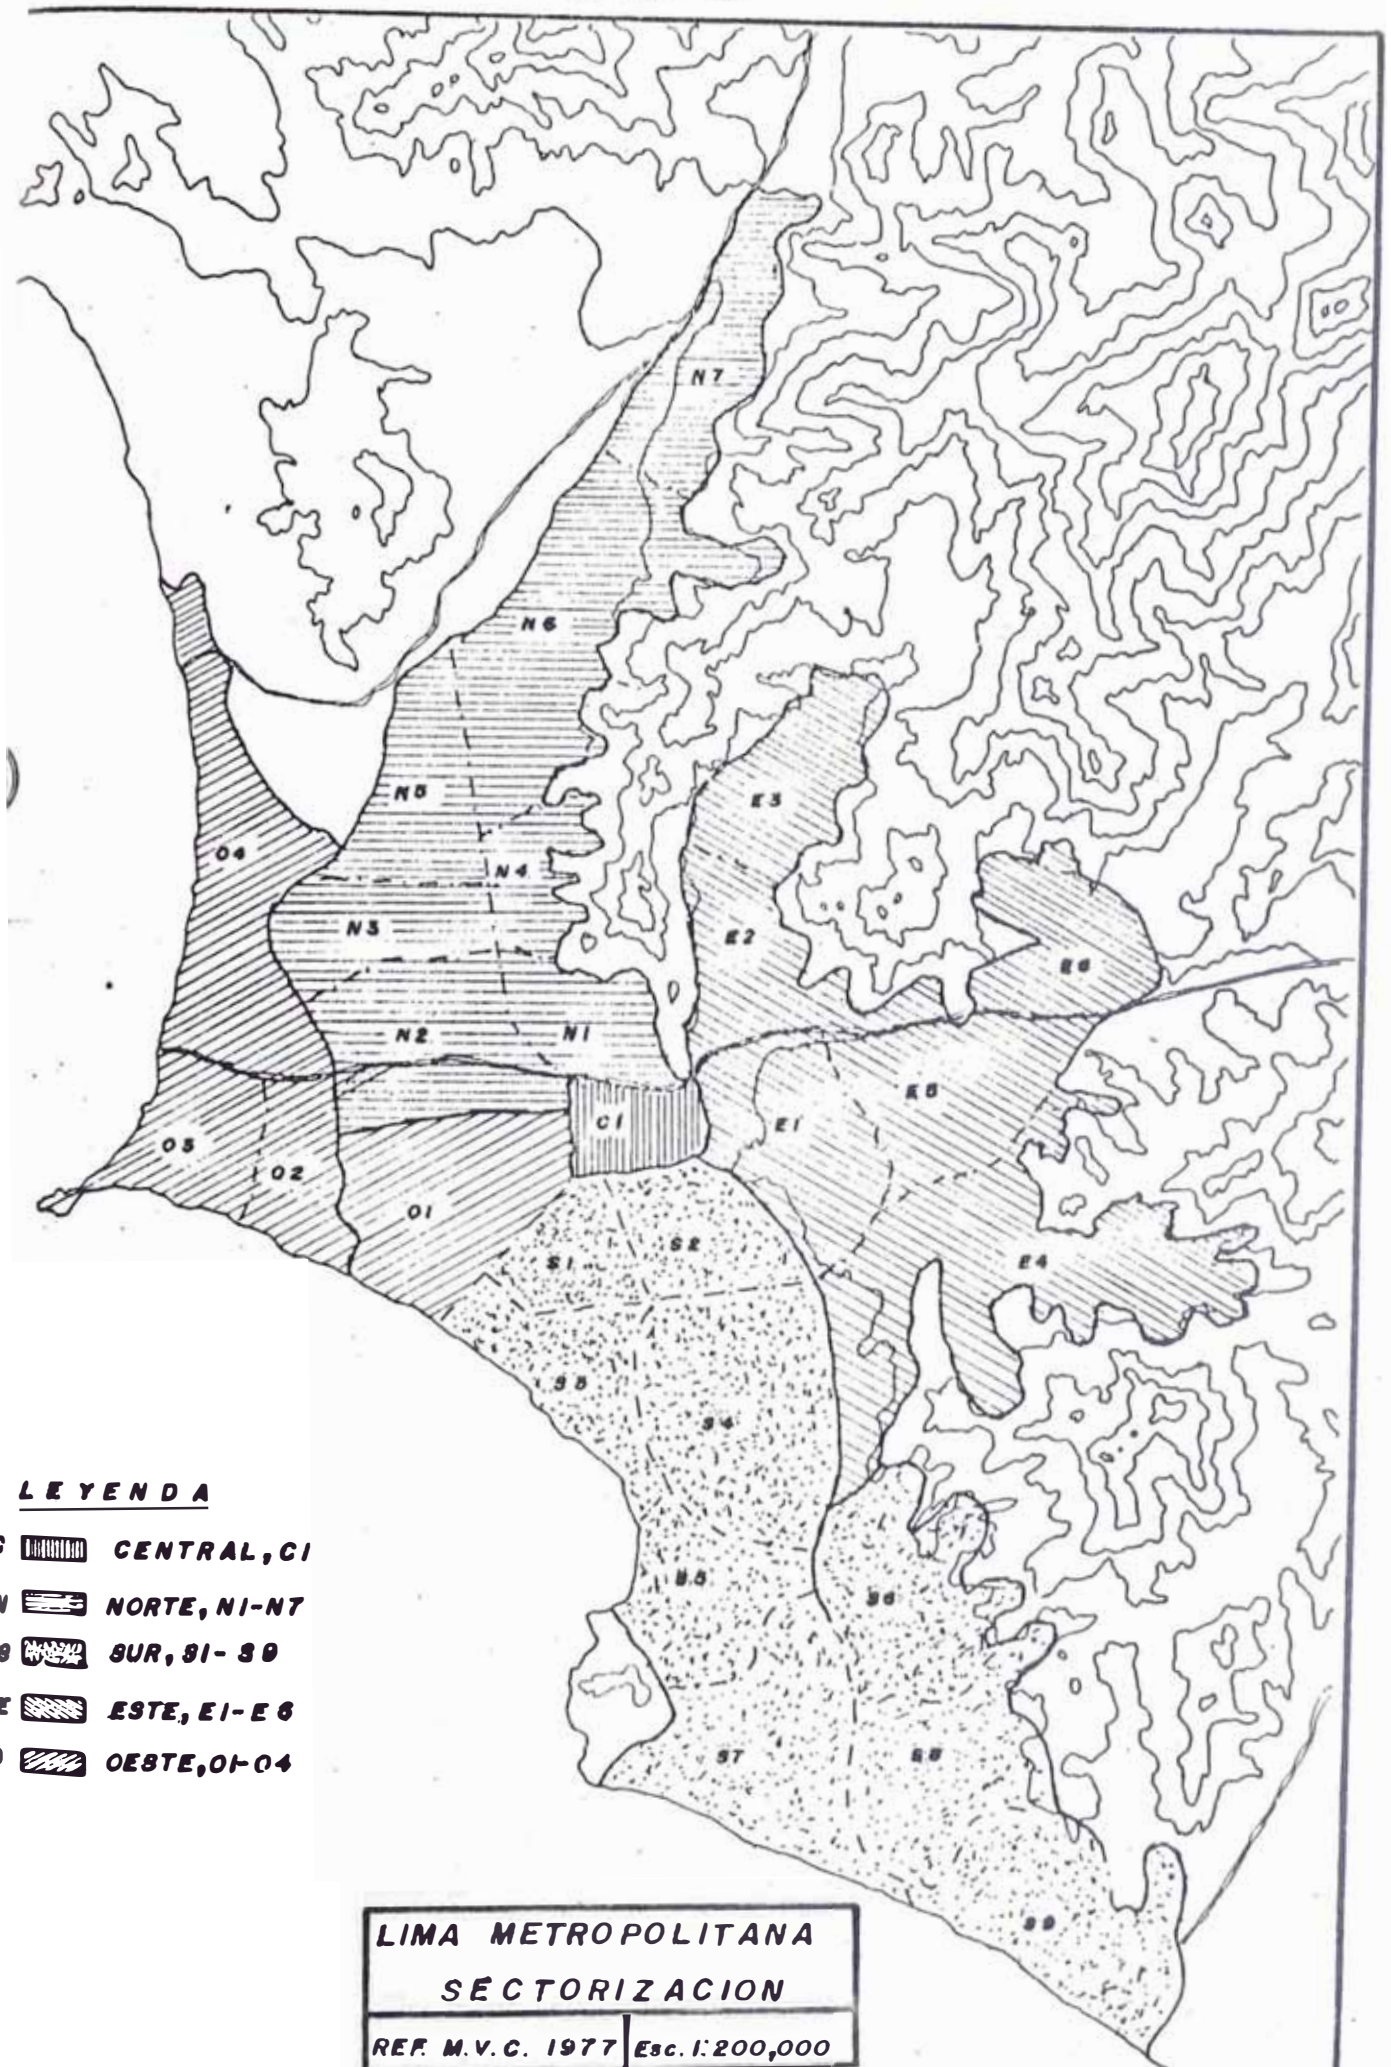 N7
N6
N5
E3
O4
N4
N3
E2
E6
N2
N1
E5
C1
E1
O3
O2
O1
S2
S1
E4
S3
S4
S5
S6
S7
S8
S9
LEYENDA
CENTRAL, C1
N NORTE, N1-N7
S SUR, S1-S9
E ESTE, E1-E6
OESTE, O1-O4
LIMA METROPOLITANA
SECTORIZACION
REF. M.V.C. 1977 Esc. 1:200,000